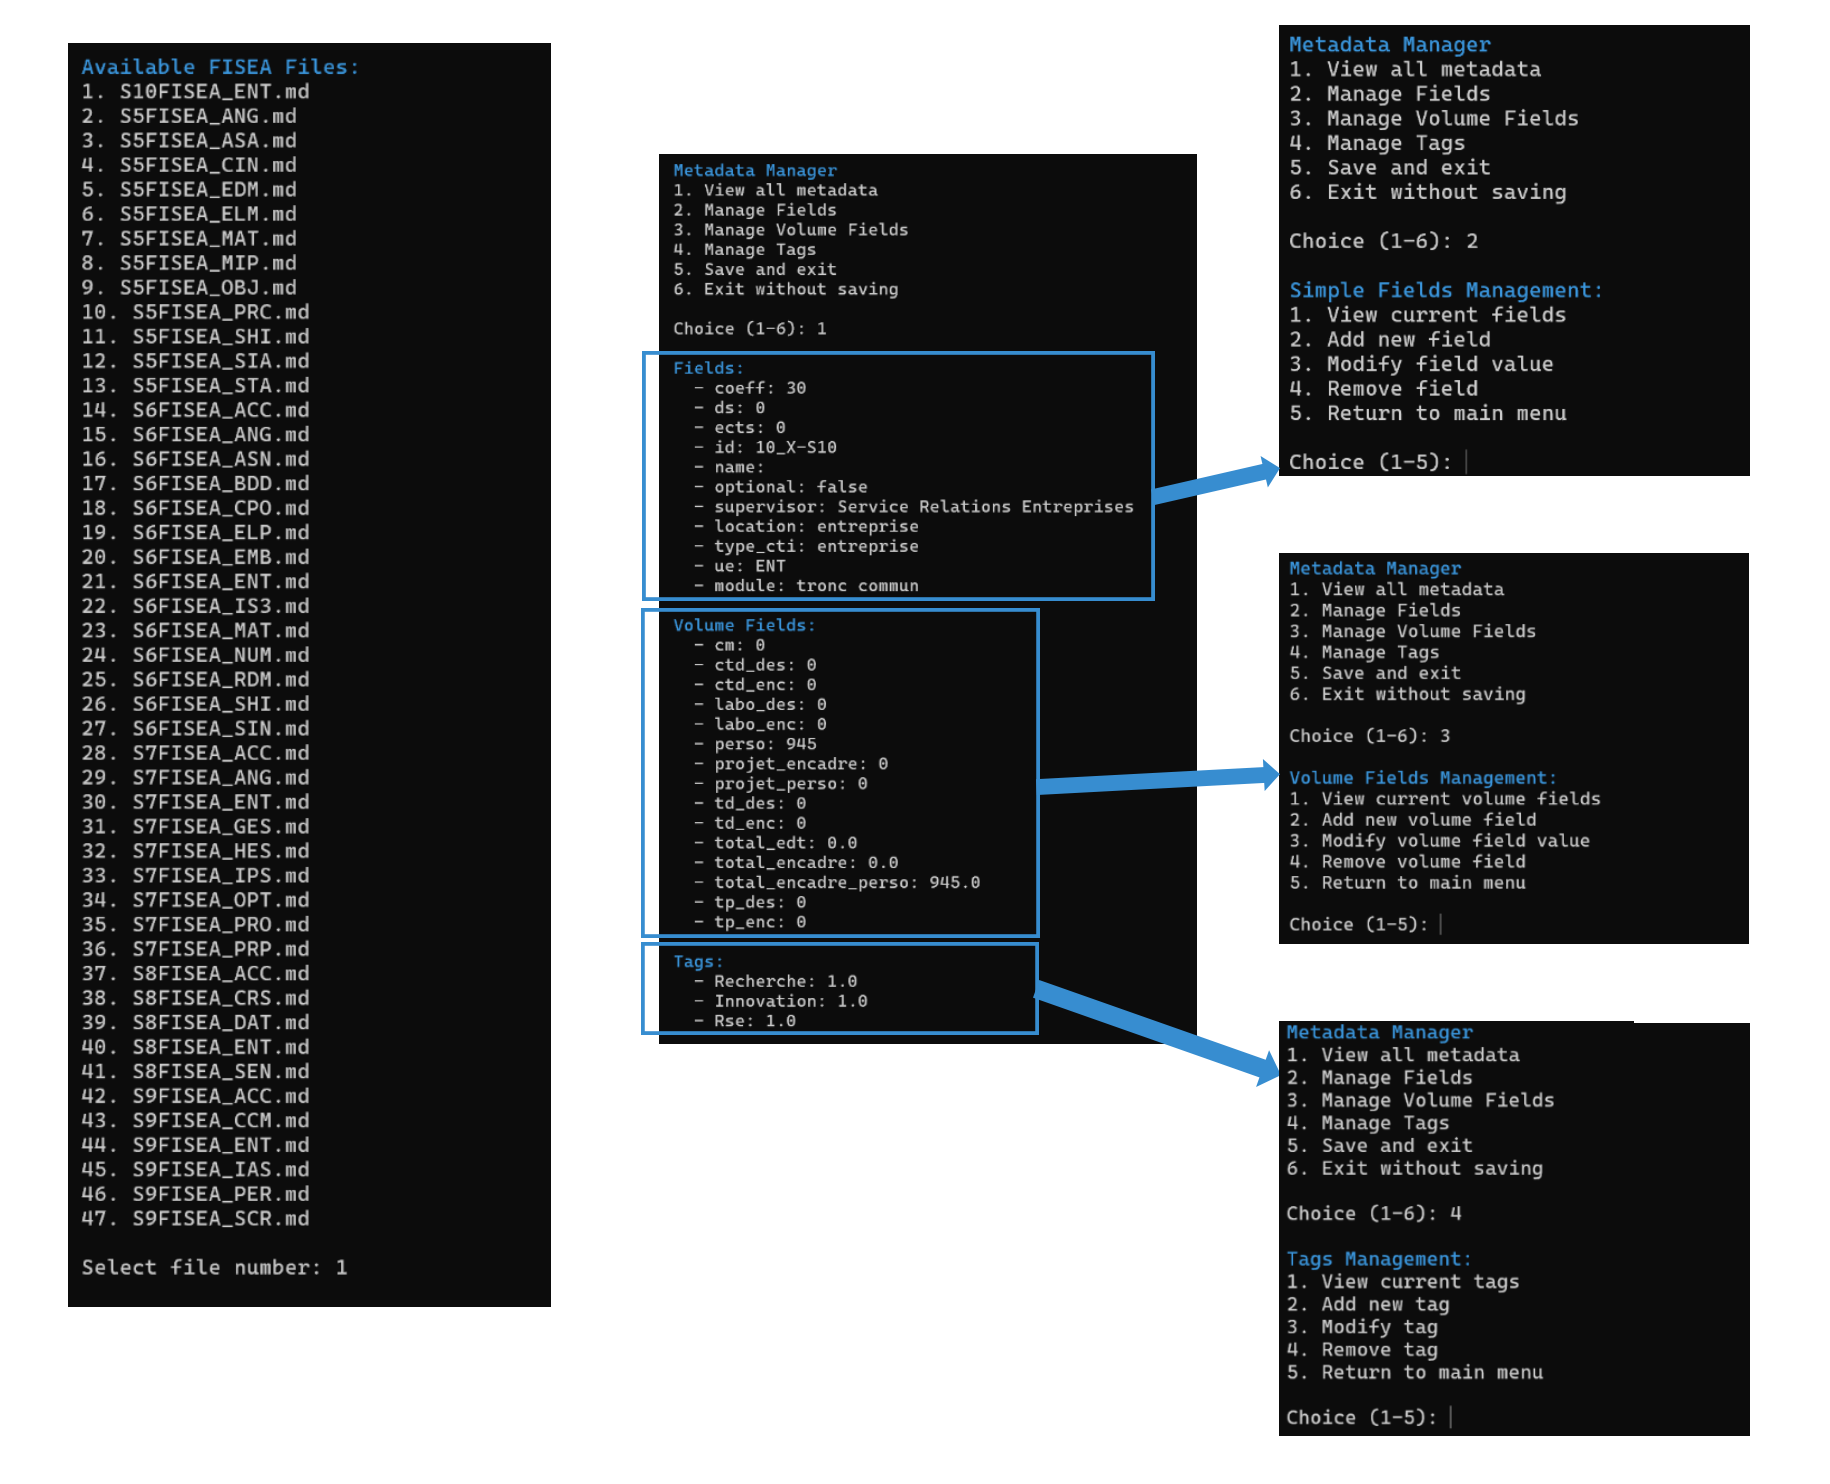 Available FISEA Files:
1. S10FISEA_ENT.md
2. S5FISEA_ANG.md
3. S5FISEA_ASA.md
4. S5FISEA_CIN.md
5. S5FISEA_EDM.md
6. S5FISEA_ELM.md
7. S5FISEA_MAT.md
8. S5FISEA_MIP.md
9. S5FISEA_OBJ.md
10. S5FISEA_PRC.md
11. S5FISEA_SHI.md
12. S5FISEA_SIA.md
13. S5FISEA_STA.md
14. S6FISEA_ACC.md
15. S6FISEA_ANG.md
16. S6FISEA_ASN.md
17. S6FISEA_BDD.md
18. S6FISEA_CPO.md
19. S6FISEA_ELP.md
20. S6FISEA_EMB.md
21. S6FISEA_ENT.md
22. S6FISEA_IS3.md
23. S6FISEA_MAT.md
24. S6FISEA_NUM.md
25. S6FISEA_RDM.md
26. S6FISEA_SHI.md
27. S6FISEA_SIN.md
28. S7FISEA_ACC.md
29. S7FISEA_ANG.md
30. S7FISEA_ENT.md
31. S7FISEA_GES.md
32. S7FISEA_HES.md
33. S7FISEA_IPS.md
34. S7FISEA_OPT.md
35. S7FISEA_PRO.md
36. S7FISEA_PRP.md
37. S8FISEA_ACC.md
38. S8FISEA_CRS.md
39. S8FISEA_DAT.md
40. S8FISEA_ENT.md
41. S8FISEA_SEN.md
42. S9FISEA_ACC.md
43. S9FISEA_CCM.md
44. S9FISEA_ENT.md
45. S9FISEA_IAS.md
46. S9FISEA_PER.md
47. S9FISEA_SCR.md
Select file number: 1
Metadata Manager
1. View all metadata
2. Manage Fields
3. Manage Volume Fields
4. Manage Tags
5. Save and exit
6. Exit without saving
Choice (1-6): 1
Fields:
- coeff: 30
- ds: 0
- ects: 0
- id: 10_X-S10
- name:
- optional: false
- supervisor: Service Relations Entreprises
- location: entreprise
- type_cti: entreprise
- ue: ENT
- module: tronc commun
Volume Fields:
- cm: 0
- ctd_des: 0
- ctd_enc: 0
- labo_des: 0
- labo_enc: 0
- perso: 945
- projet_encadre: 0
- projet_perso: 0
- td_des: 0
- td_enc: 0
- total_edt: 0.0
- total_encadre: 0.0
- total_encadre_perso: 945.0
- tp_des: 0
- tp_enc: 0
Tags:
- Recherche: 1.0
- Innovation: 1.0
- Rse: 1.0
Metadata Manager
1. View all metadata
2. Manage Fields
3. Manage Volume Fields
4. Manage Tags
5. Save and exit
6. Exit without saving
Choice (1-6): 2
Simple Fields Management:
1. View current fields
2. Add new field
3. Modify field value
4. Remove field
5. Return to main menu
Choice (1-5):
Metadata Manager
1. View all metadata
2. Manage Fields
3. Manage Volume Fields
4. Manage Tags
5. Save and exit
6. Exit without saving
Choice (1-6): 3
Volume Fields Management:
1. View current volume fields
2. Add new volume field
3. Modify volume field value
4. Remove volume field
5. Return to main menu
Choice (1-5):
Metadata Manager
1. View all metadata
2. Manage Fields
3. Manage Volume Fields
4. Manage Tags
5. Save and exit
6. Exit without saving
Choice (1-6): 4
Tags Management:
1. View current tags
2. Add new tag
3. Modify tag
4. Remove tag
5. Return to main menu
Choice (1-5):